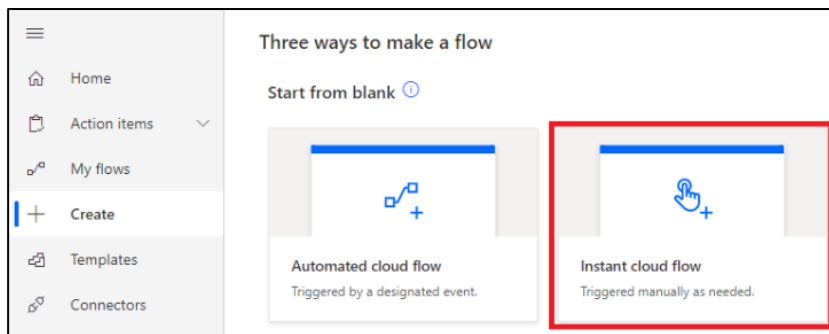 Home
Action items
My flows
Create
Templates
Connectors
Three ways to make a flow
Start from blank
Automated cloud flow
Triggered by a designated event.
Instant cloud flow
Triggered manually as needed.